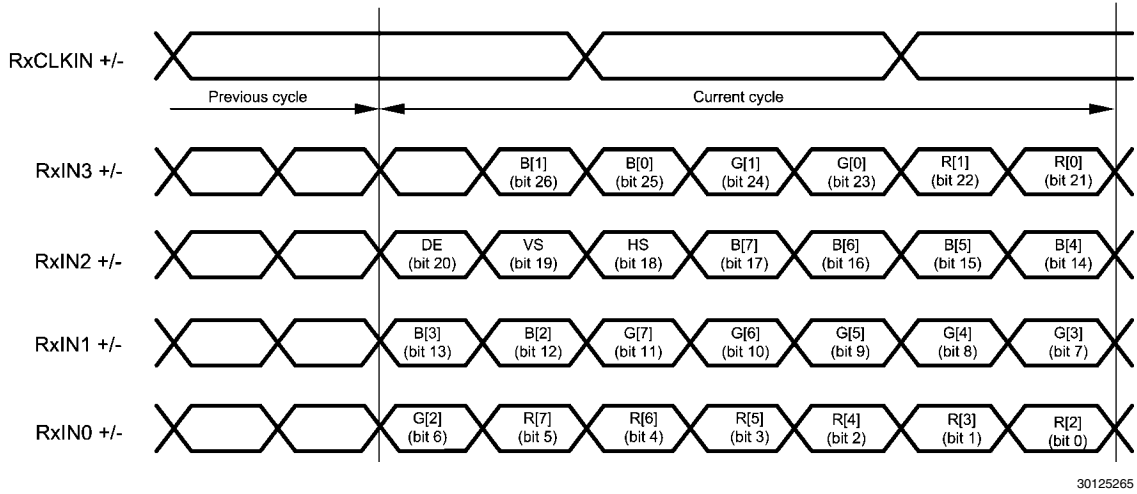 RxCLKIN +/-
Previous cycle
Current cycle
RxIN3 +/-
B[1] B[0] G[1] G[0] R[1] R[0]
(bit 26) (bit 25) (bit 24) (bit 23) (bit 22) (bit 21)
RxIN2 +/-
DE VS HS B[7] B[6] B[5] B[4]
(bit 20) (bit 19) (bit 18) (bit 17) (bit 16) (bit 15) (bit 14)
RxIN1 +/-
B[3] B[2] G[7] G[6] G[5] G[4] G[3]
(bit 13) (bit 12) (bit 11) (bit 10) (bit 9) (bit 8) (bit 7)
RxIN0 +/-
G[2] R[7] R[6] R[5] R[4] R[3] R[2]
(bit 6) (bit 5) (bit 4) (bit 3) (bit 2) (bit 1) (bit 0)
30125265